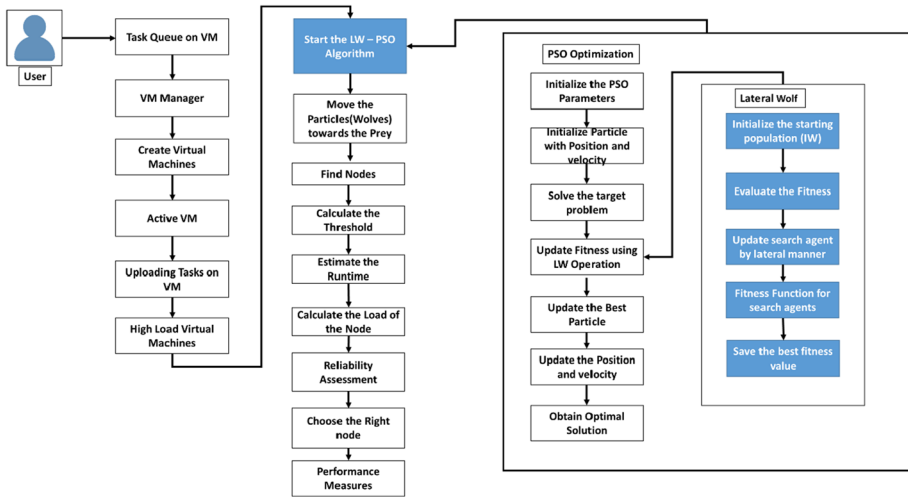 User
Task Queue on VM
VM Manager
Create Virtual
Machines
Active VM
Uploading Tasks on
VM
High Load Virtual
Machines
Start the LW – PSO
Algorithm
Move the
Particles(Wolves)
towards the Prey
Find Nodes
Calculate the
Threshold
Estimate the
Runtime
Calculate the Load of
the Node
Reliability
Assessment
Choose the Right
node
Performance
Measures
PSO Optimization
Initialize the PSO
Parameters
Initialize Particle
with Position and
velocity
Solve the target
problem
Update Fitness using
LW Operation
Update the Best
Particle
Update the Position
and velocity
Obtain Optimal
Solution
Lateral Wolf
Initialize the starting
population (IW)
Evaluate the Fitness
Update search agent
by lateral manner
Fitness Function for
search agents
Save the best fitness
value